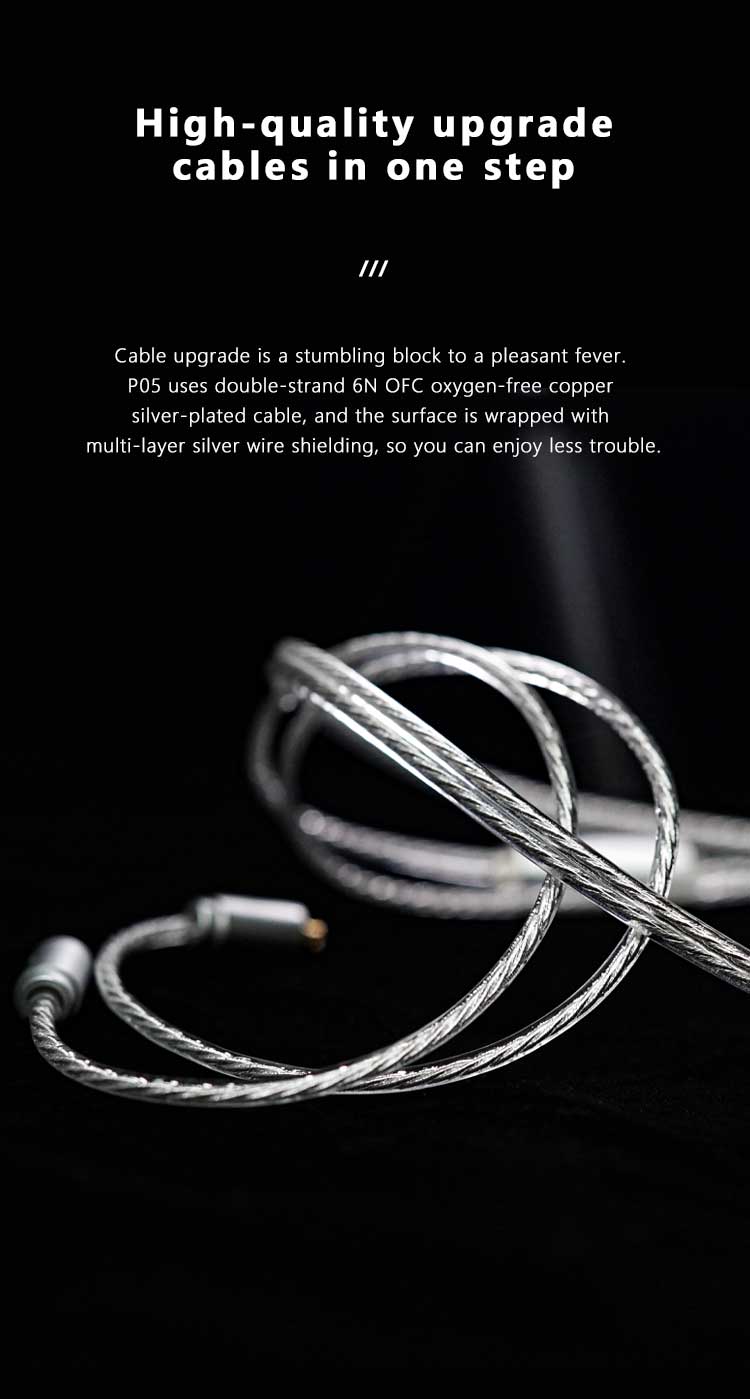 High-quality upgrade
cables in one step
///
Cable upgrade is a stumbling block to a pleasant fever.
P05 uses double-strand 6N OFC oxygen-free copper
silver-plated cable, and the surface is wrapped with
multi-layer silver wire shielding, so you can enjoy less trouble.